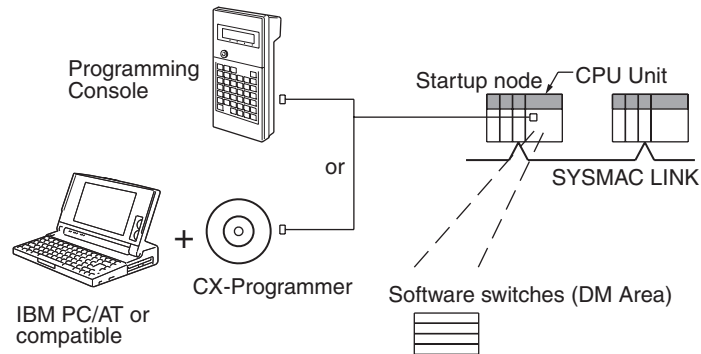 Programming
Console
Startup node
CPU Unit
or
SYSMAC LINK
+
CX-Programmer
IBM PC/AT or
compatible
Software switches (DM Area)